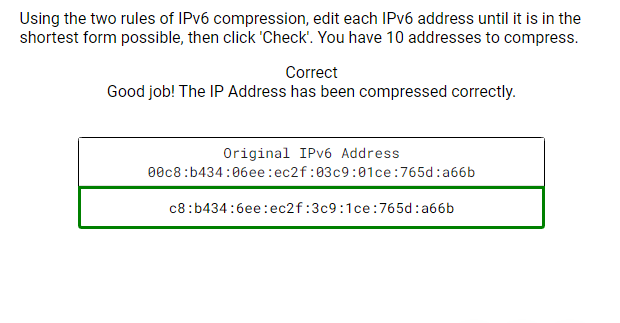 Using the two rules of IPv6 compression, edit each IPv6 address until it is in the
shortest form possible, then click 'Check'. You have 10 addresses to compress.
Correct
Good job! The IP Address has been compressed correctly.
Original IPv6 Address
00c8:b434:06ee:ec2f:03c9:01ce:765d:a66b
c8:b434:6ee:ec2f:3c9:1ce:765d:a66b